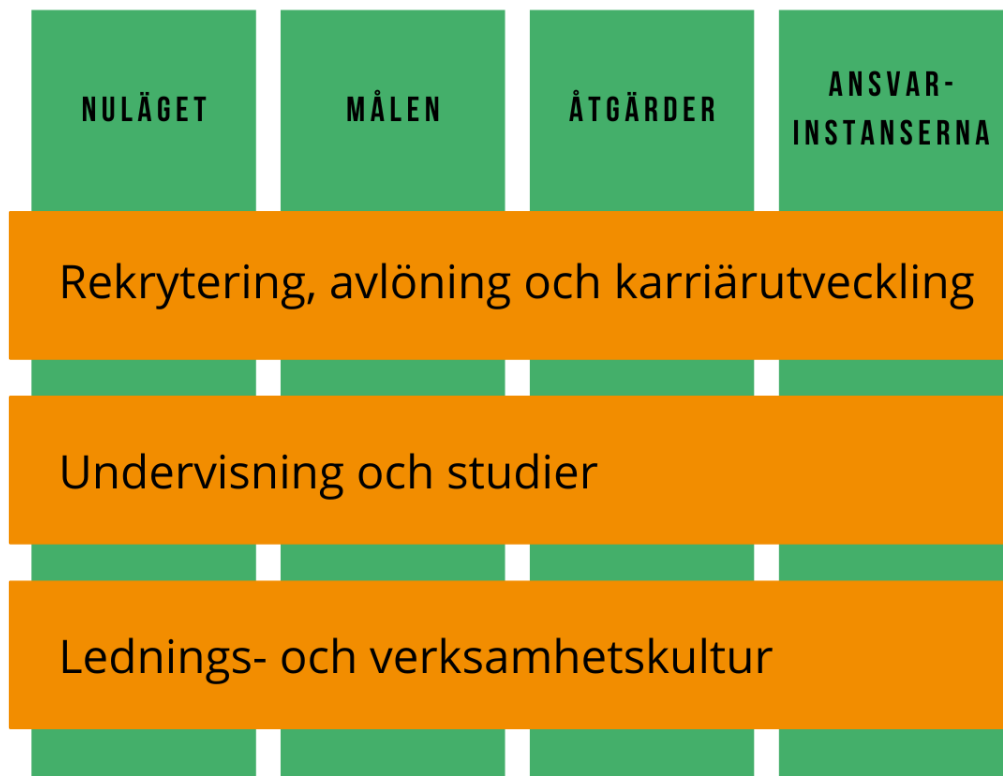 NULÄGET
MÅLEN
ÅTGÄRDER
ANSVAR-
INSTANSERNA
Rekrytering, avlöning och karriärutveckling
Undervisning och studier
Lednings- och verksamhetskultur